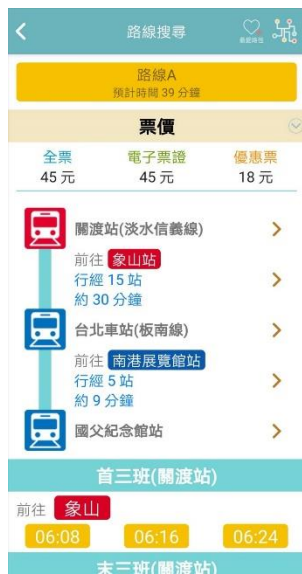 路線搜尋
路線A
預計時間 39 分鐘
票價
全票 電子票證 優惠票
45 元 45 元 18 元
關渡站(淡水信義線)
前往 象山站
行經 15 站
約 30 分鐘
台北車站(板南線)
前往 南港展覽館站
行經 5 站
約 9 分鐘
國父紀念館站
首三班(關渡站)
前往 象山
06:08 06:16 06:24
末三班(關渡站)